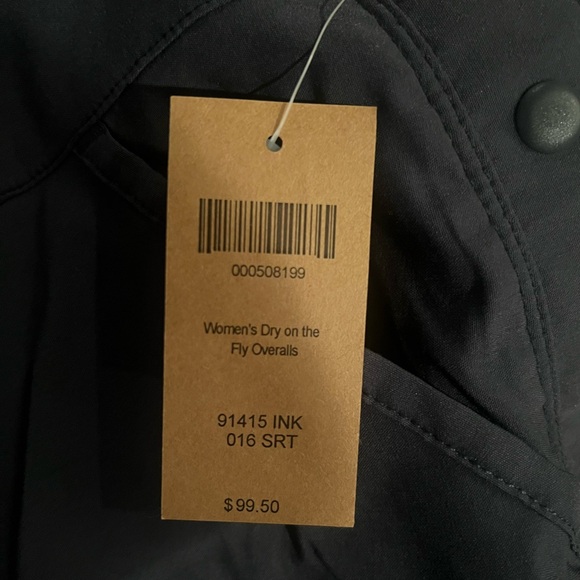 000508199
Women's Dry on the
Fly Overalls
91415 INK
016 SRT
$99.50